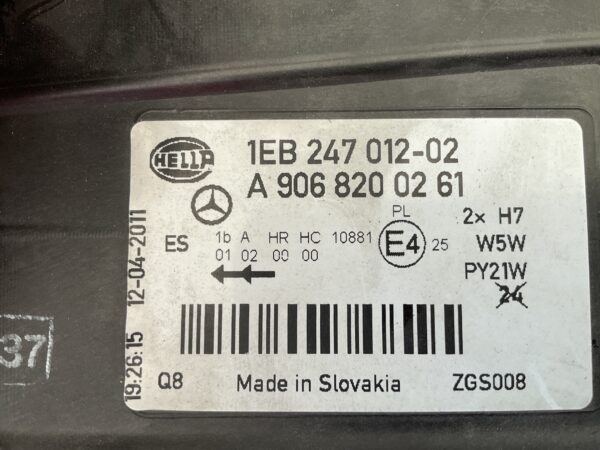 HELLA
1EB 247 012-02
A 906 820 02 61
ES
1b A HR HC 10881
01 02 00 00
PL
E4
25
2x H7
W5W
PY21W
24
19:26:15 12-04-2011
37
Q8
Made in Slovakia
ZGS008